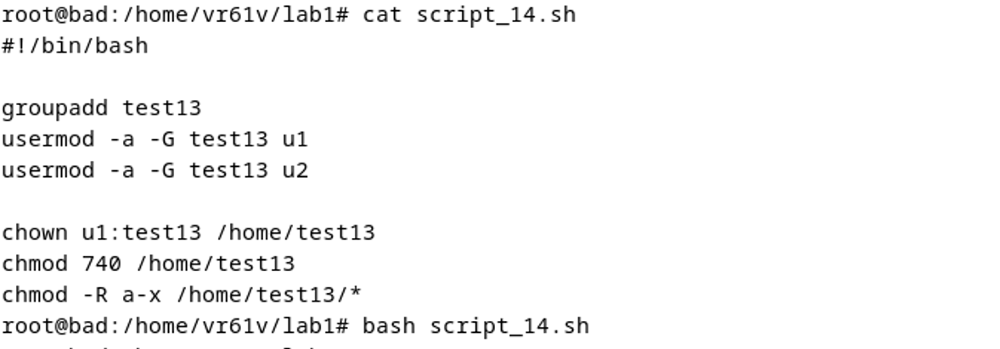 root@bad:/home/vr61v/lab1# cat script_14.sh
#!/bin/bash
groupadd test13
usermod -a -G test13 u1
usermod -a -G test13 u2
chown u1:test13 /home/test13
chmod 740 /home/test13
chmod -R a-x /home/test13/*
root@bad:/home/vr61v/lab1# bash script_14.sh